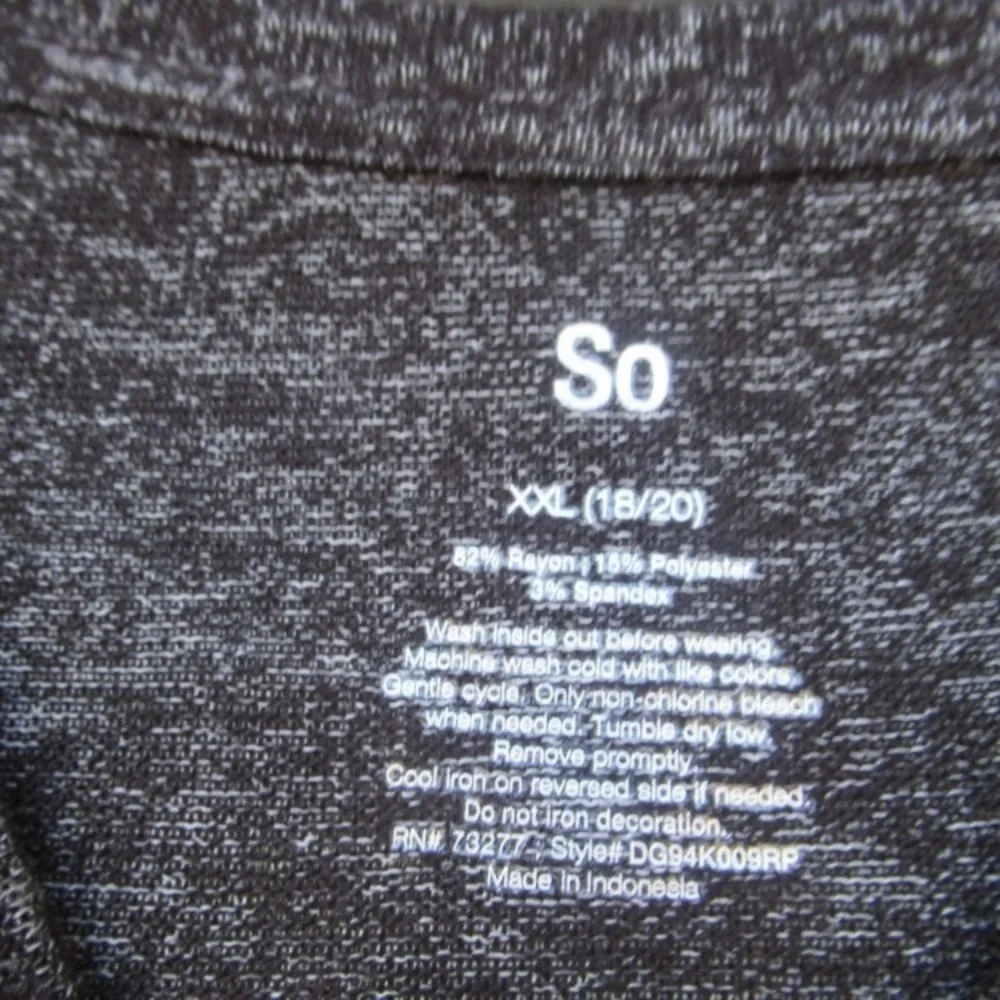 So
XXL (18/20)
82% Rayon ; 15% Polyester
3% Spandex
Wash inside out before wearing.
Machine wash cold with like colors.
Gentle cycle. Only non-chlorine bleach
when needed. Tumble dry low.
Remove promptly.
Cool iron on reversed side if needed.
Do not iron decoration.
RN# 73277 ; Style# DG94K009RP
Made in Indonesia